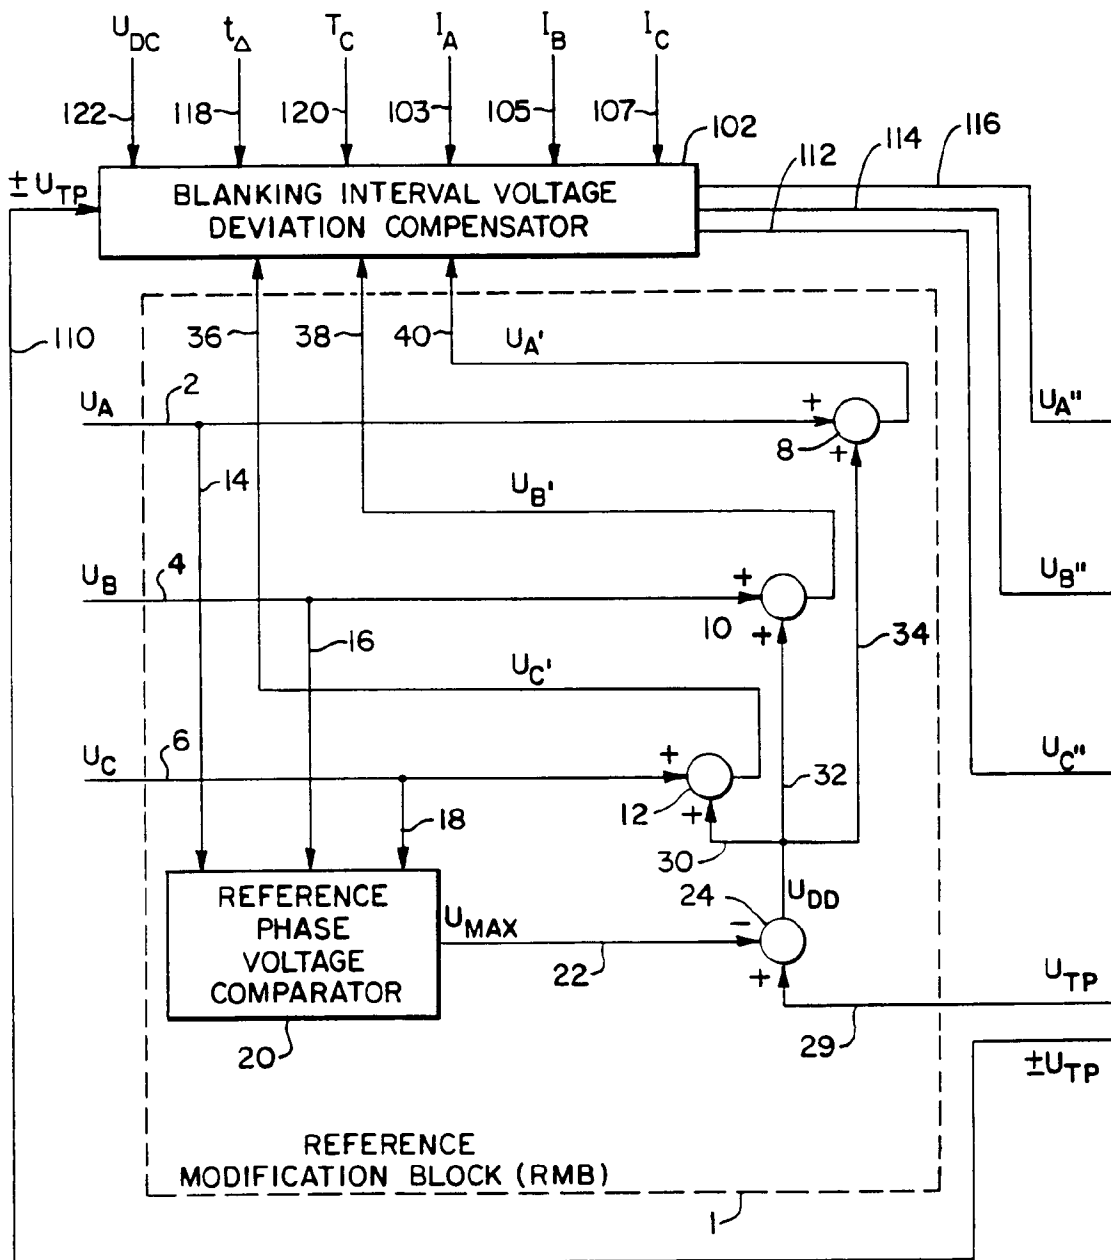 U_DC t_Δ T_C I_A I_B I_C
122 118 120 103 105 107 102 112 114 116
± U_TP
BLANKING INTERVAL VOLTAGE
DEVIATION COMPENSATOR
110 36 38 40 U_A'
U_A 2 + 8 + U_A"
14 U_B'
U_B 4 + 10 + U_B"
16 34
U_C'
U_C 6 + 12 + 32 U_C"
18 30
REFERENCE
PHASE
VOLTAGE
COMPARATOR
U_MAX 22 24 U_DD − +
U_TP
20 29
±U_TP
REFERENCE
MODIFICATION BLOCK (RMB)
1